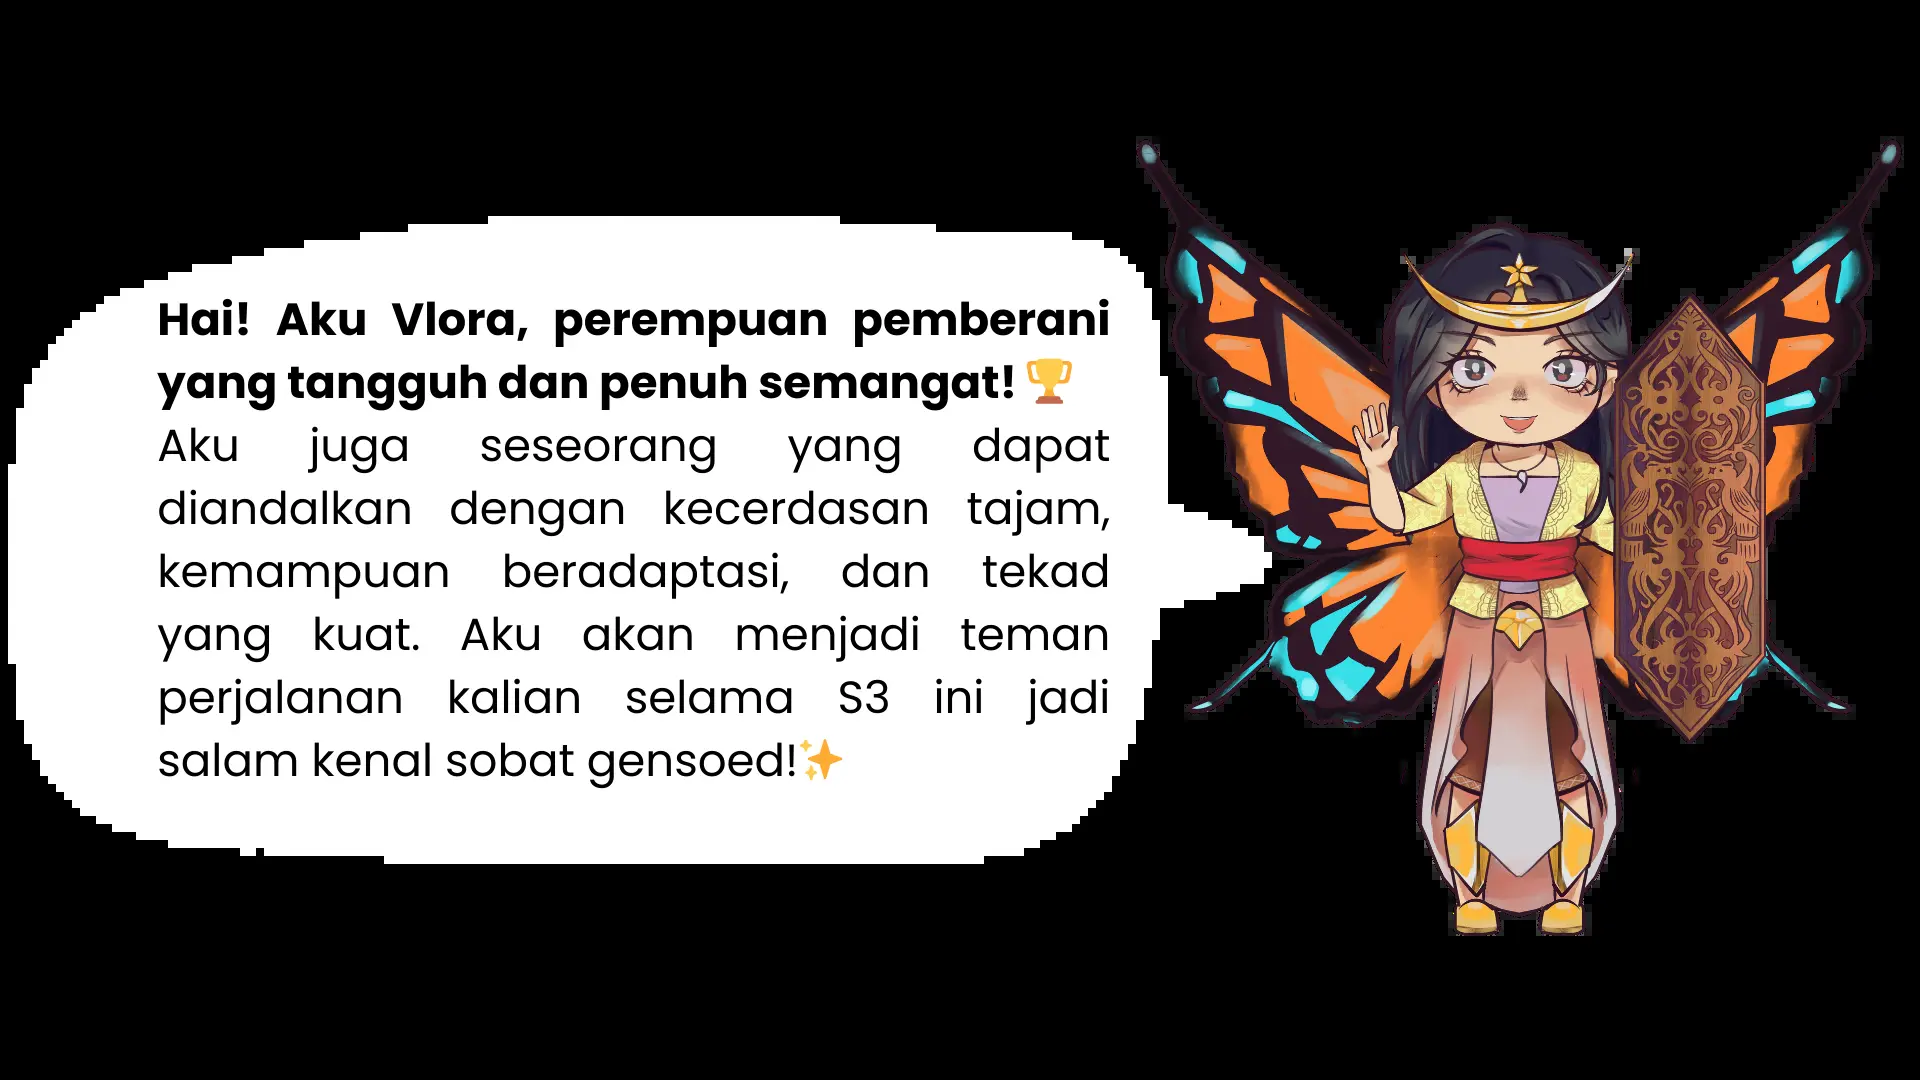 Hai! Aku Vlora, perempuan pemberani
yang tangguh dan penuh semangat! 🏆
Aku juga seseorang yang dapat
diandalkan dengan kecerdasan tajam,
kemampuan beradaptasi, dan tekad
yang kuat. Aku akan menjadi teman
perjalanan kalian selama S3 ini jadi
salam kenal sobat gensoed!✨